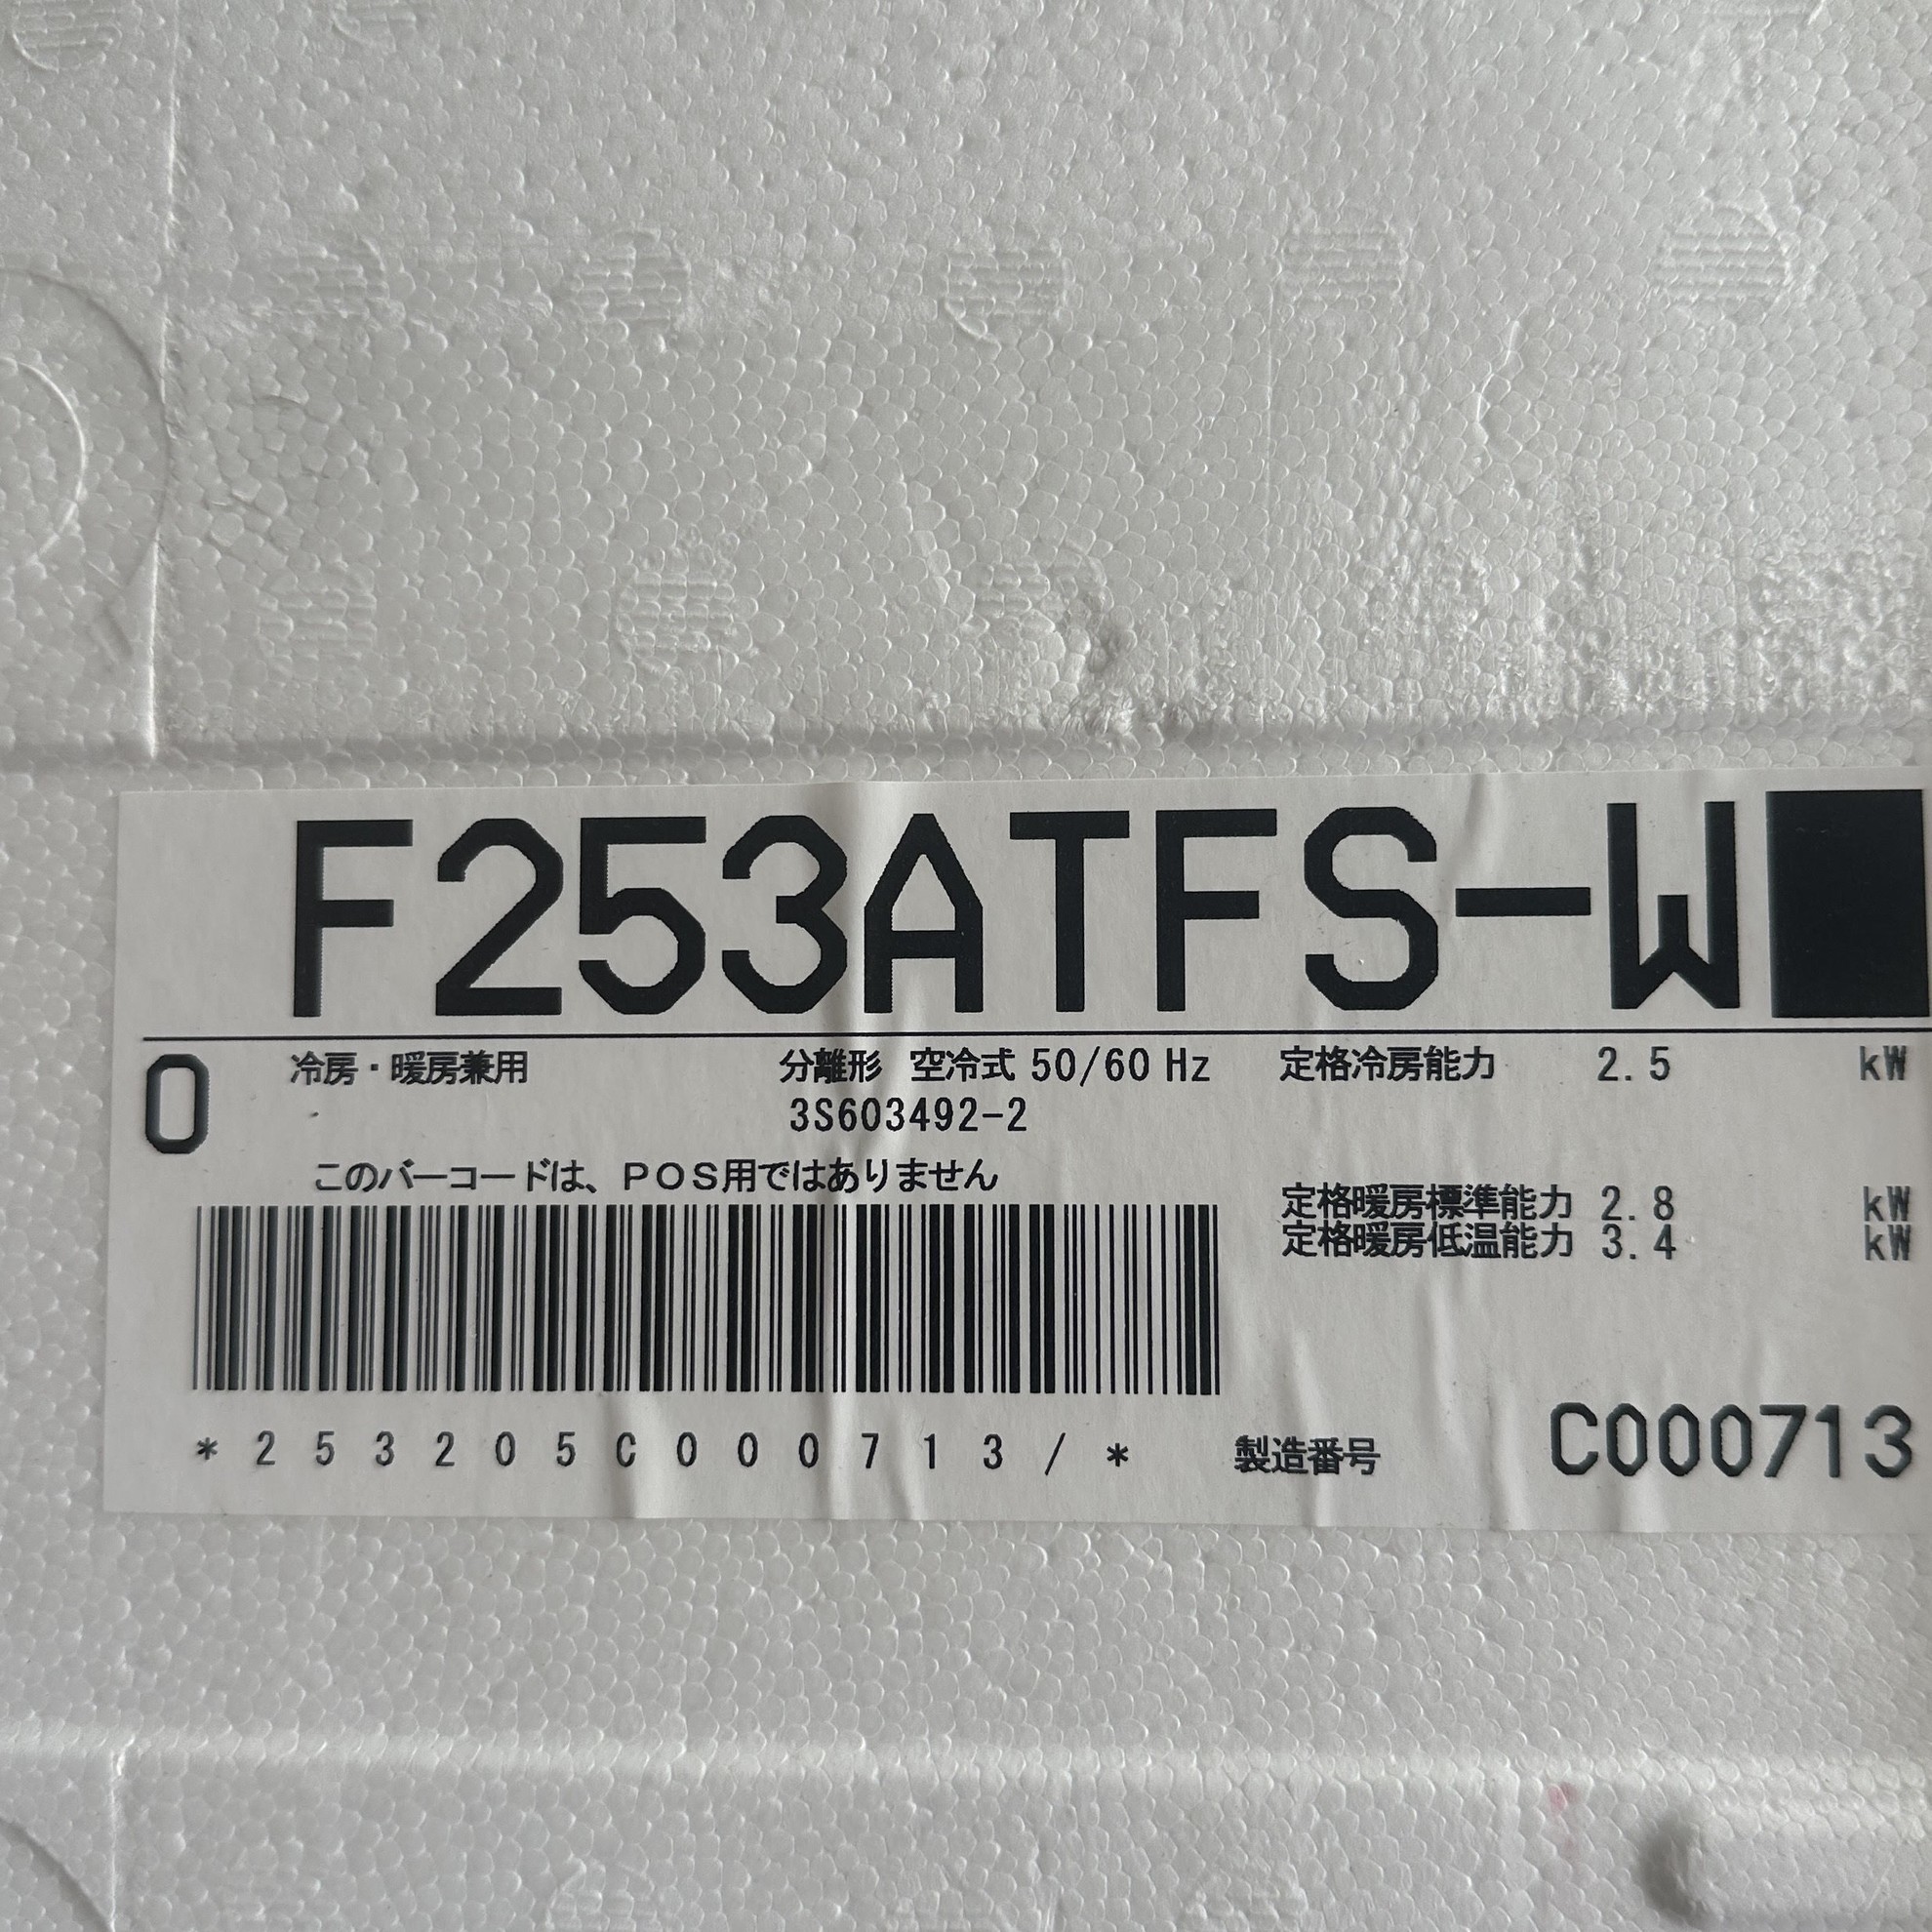 F253ATFS-W
0 冷房・暖房兼用 分離形 空冷式 50/60 Hz 定格冷房能力 2.5 kW
3S603492-2
このバーコードは、POS用ではありません
定格暖房標準能力 2.8 kW
定格暖房低温能力 3.4 kW
*253205C000713/* 製造番号 C000713